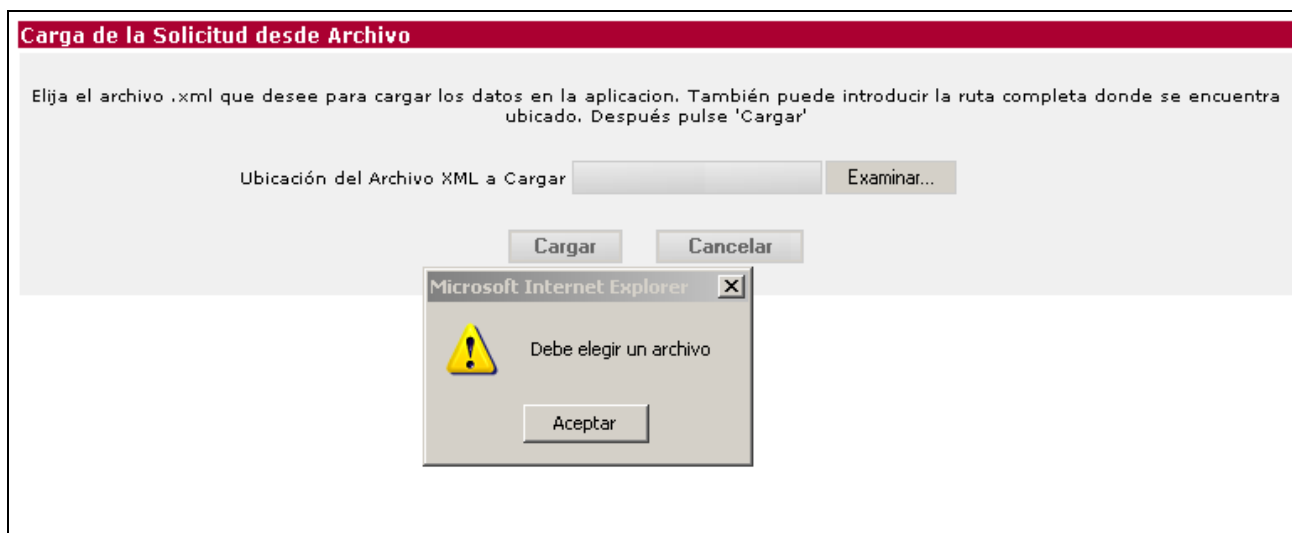 Carga de la Solicitud desde Archivo
Elija el archivo .xml que desee para cargar los datos en la aplicacion. También puede introducir la ruta completa donde se encuentra
ubicado. Después pulse 'Cargar'
Ubicación del Archivo XML a Cargar Examinar...
Cargar Cancelar
Microsoft Internet Explorer
Debe elegir un archivo
Aceptar